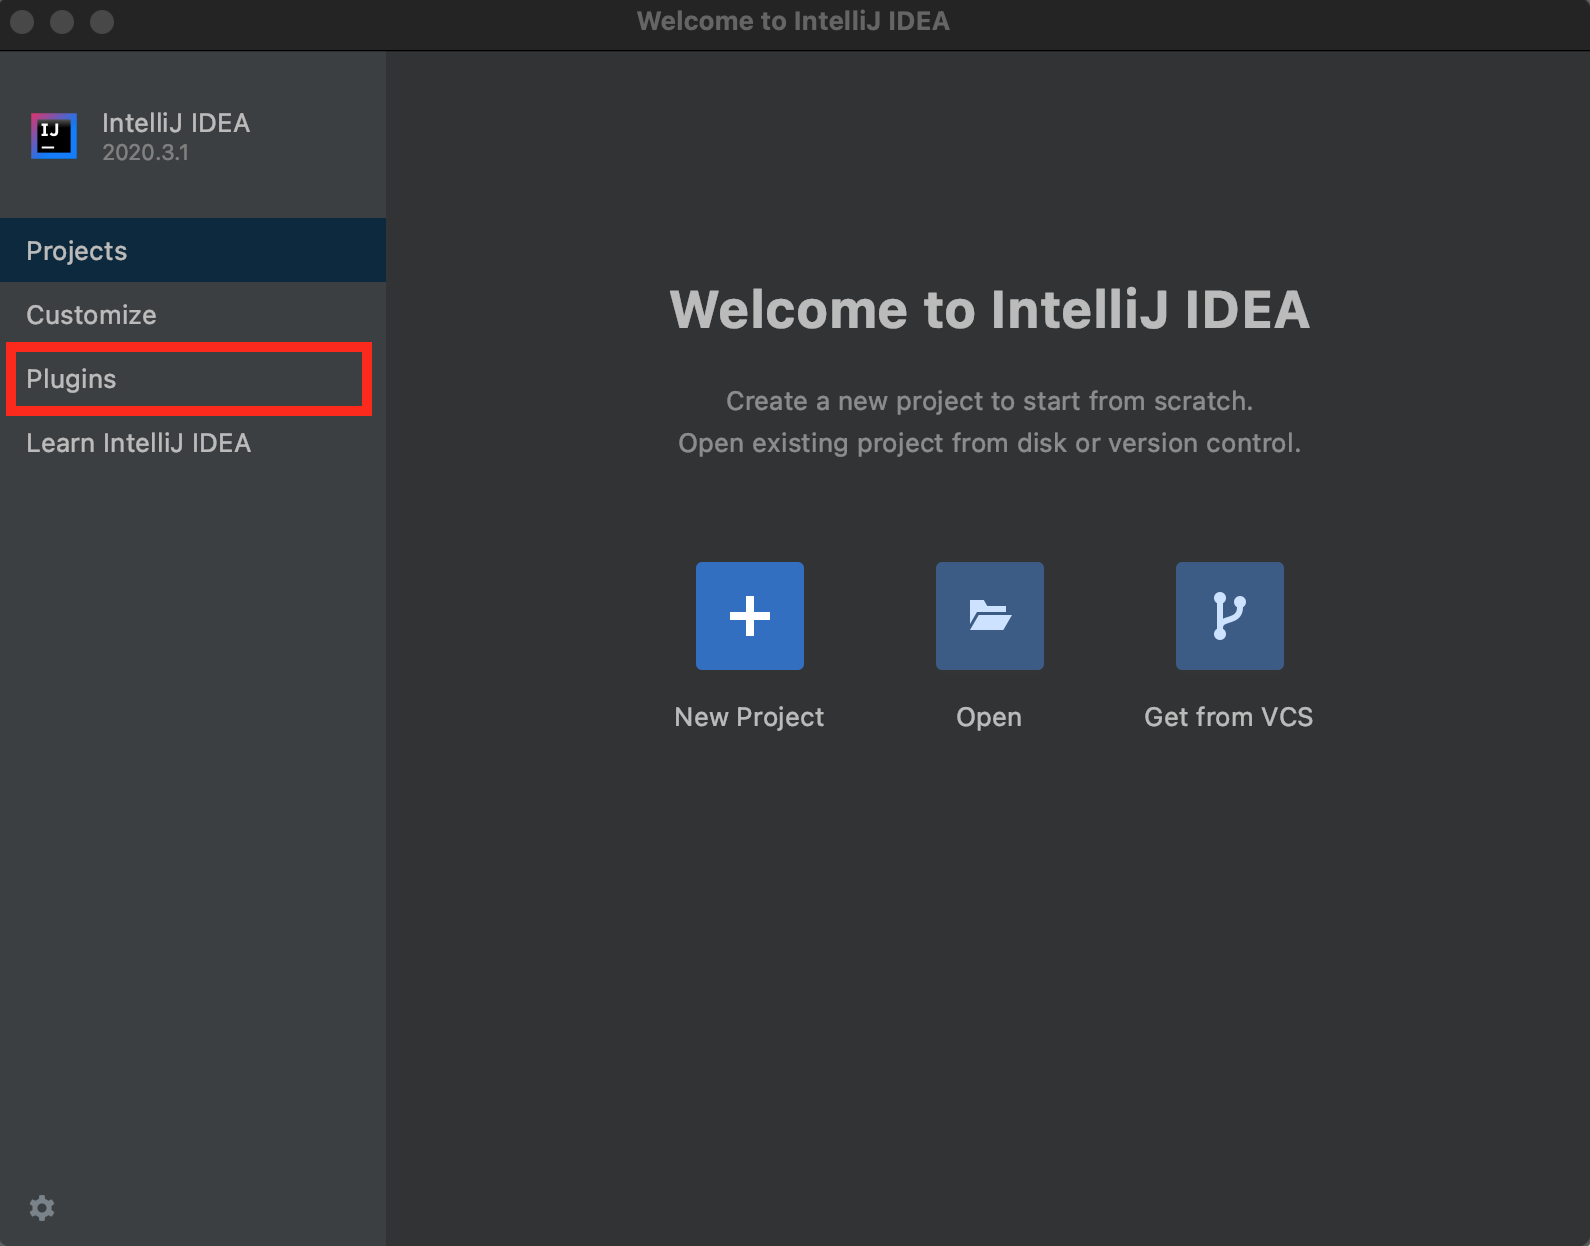 Welcome to IntelliJ IDEA
IJ
IntelliJ IDEA
2020.3.1
Projects
Customize
Plugins
Learn IntelliJ IDEA
Welcome to IntelliJ IDEA
Create a new project to start from scratch.
Open existing project from disk or version control.
New Project
Open
Get from VCS